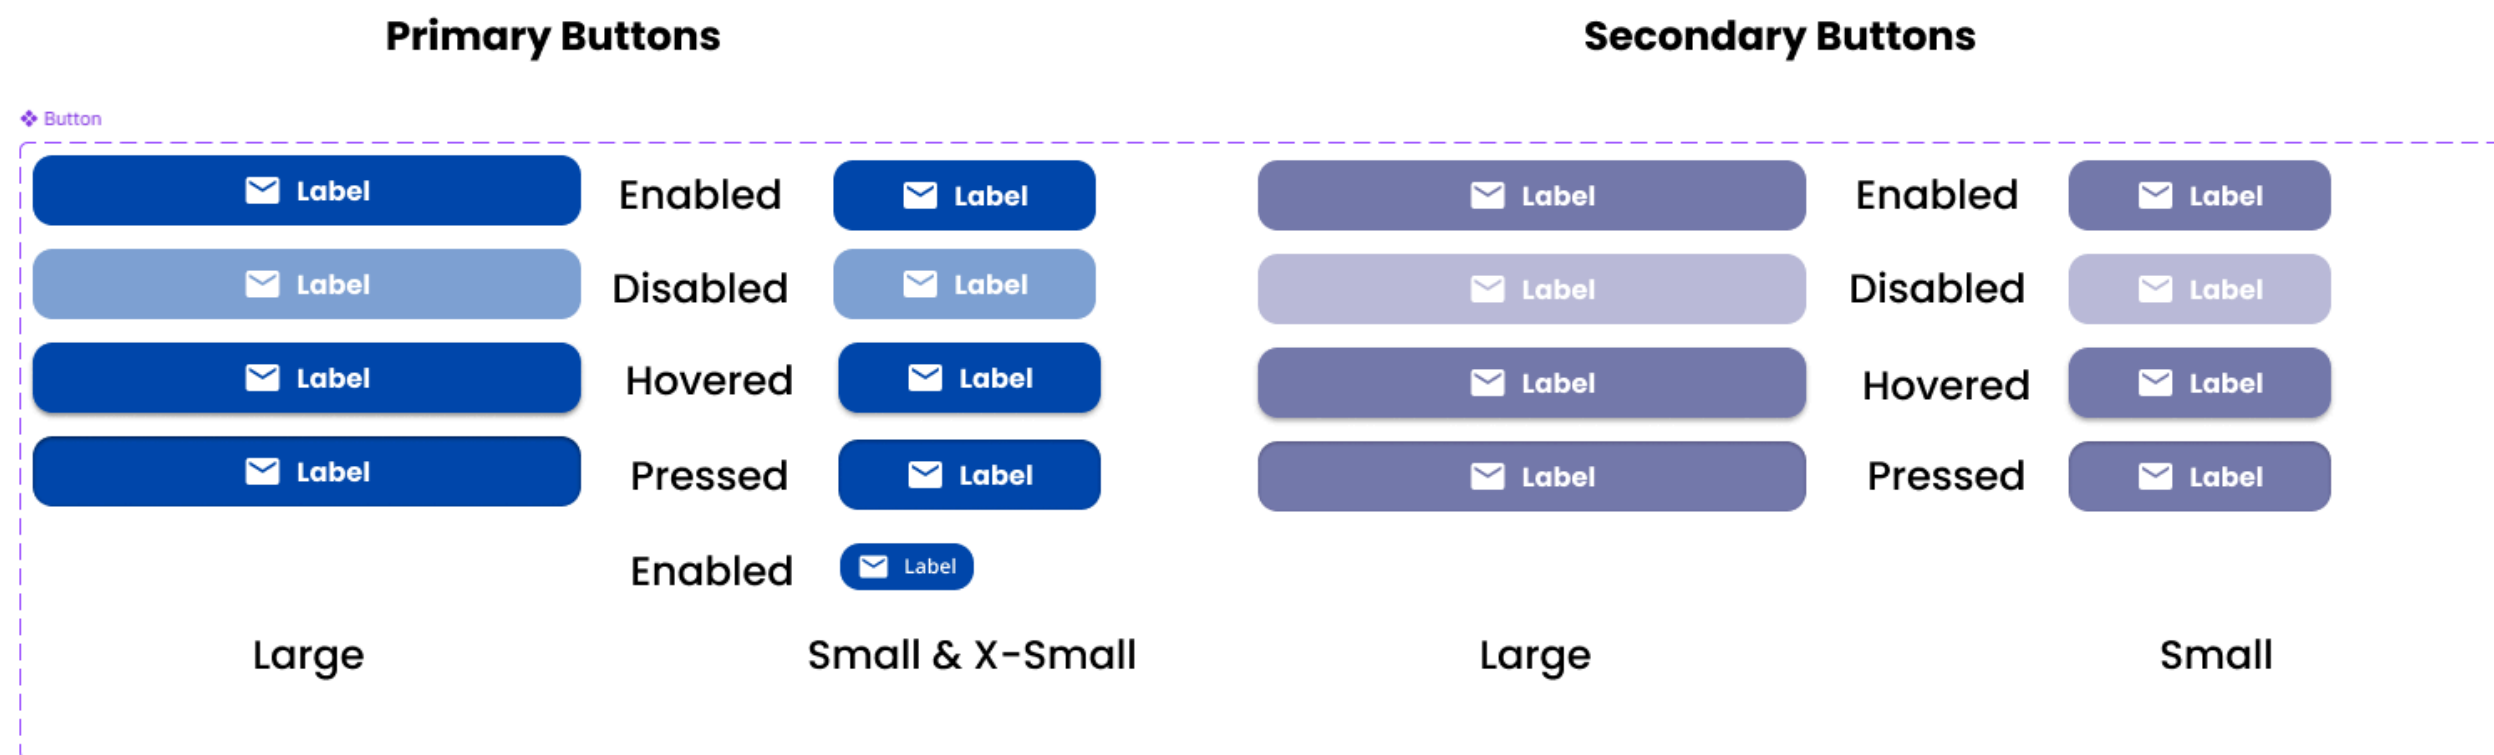 Primary Buttons
Secondary Buttons
Button
Label
Enabled
Label
Label
Enabled
Label
Label
Disabled
Label
Label
Disabled
Label
Label
Hovered
Label
Label
Hovered
Label
Label
Pressed
Label
Label
Pressed
Label
Enabled
Label
Large
Small & X-Small
Large
Small